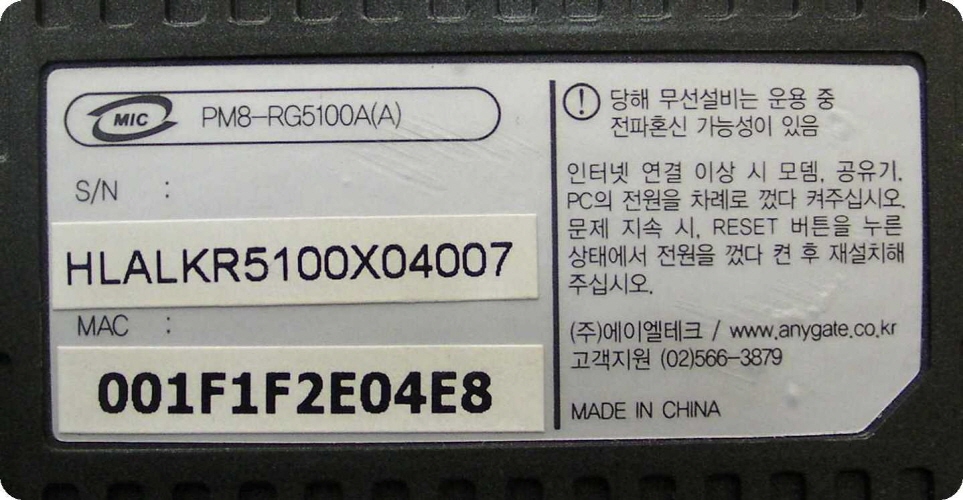 MIC PM8-RG5100A(A)
S/N :
HLALKR5100X04007
MAC :
001F1F2E04E8
당해 무선설비는 운용 중
전파혼신 가능성이 있음
인터넷 연결 이상 시 모뎀, 공유기,
PC의 전원을 차례로 껐다 켜주십시오.
문제 지속 시, RESET 버튼을 누른
상태에서 전원을 껐다 켠 후 재설치해
주십시오.
(주)에이엘테크 / www.anygate.co.kr
고객지원 (02)566-3879
MADE IN CHINA